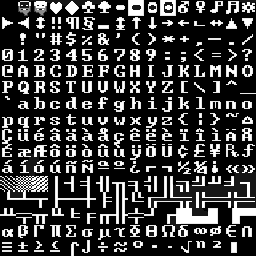 ☺☻♥♦♣♠
♂♀♪♫☼
►◄↕‼¶§▬↨↑↓→←∟↔▲▼
!"#$%&'()*+,-./
0123456789:;<=>?
@ABCDEFGHIJKLMNO
PQRSTUVWXYZ[\]^_
`abcdefghijklmno
pqrstuvwxyz{|}~⌂
ÇüéâäàåçêëèïîìÄÅ
ÉæÆôöòûùÿÖÜ¢£¥₧ƒ
áíóúñÑªº¿⌐¬½¼¡«»
αßΓπΣσµτΦΘΩδ∞φε∩
≡±≥≤⌠⌡÷≈°∙·√ⁿ²■